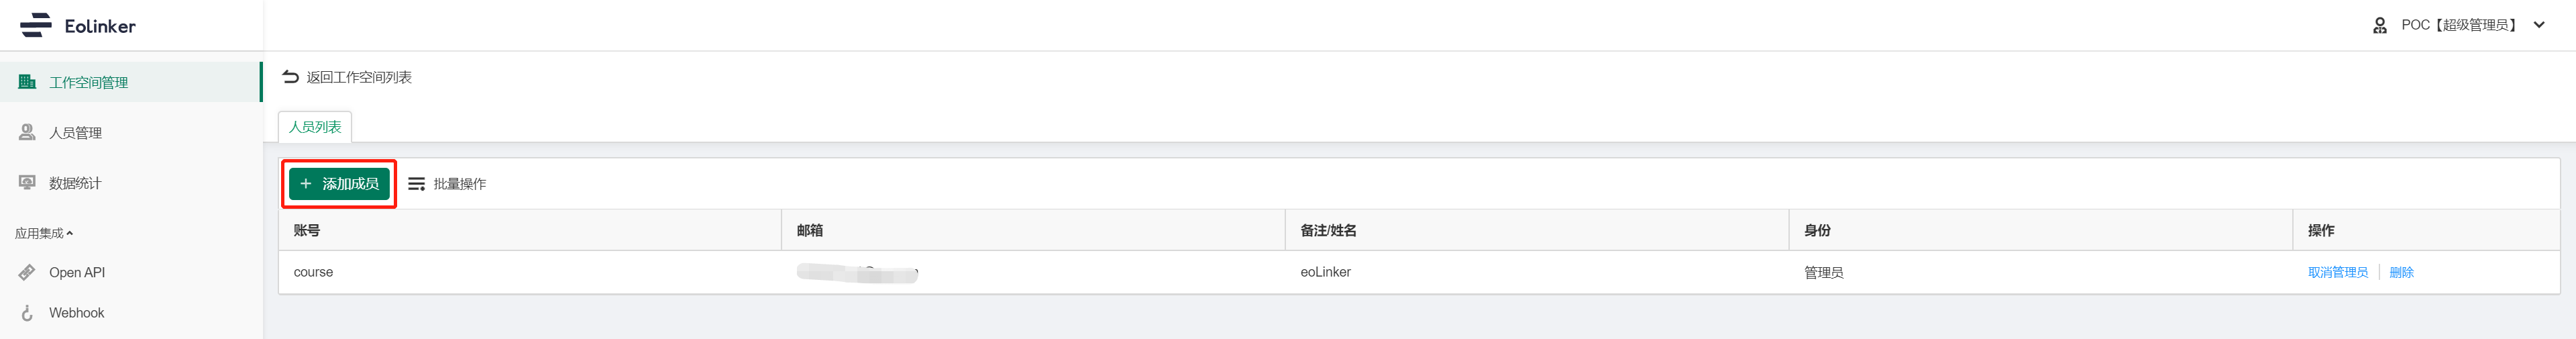 Eolinker
POC【超级管理员】
工作空间管理
人员管理
数据统计
应用集成
Open API
Webhook
返回工作空间列表
人员列表
+ 添加成员 批量操作
账号 邮箱 备注/姓名 身份 操作
course eoLinker 管理员 取消管理员 删除